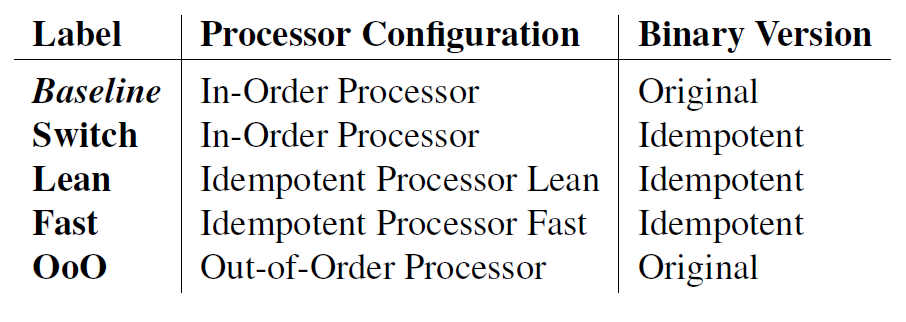 Label Processor Configuration Binary Version
Baseline In-Order Processor Original
Switch In-Order Processor Idempotent
Lean Idempotent Processor Lean Idempotent
Fast Idempotent Processor Fast Idempotent
OoO Out-of-Order Processor Original